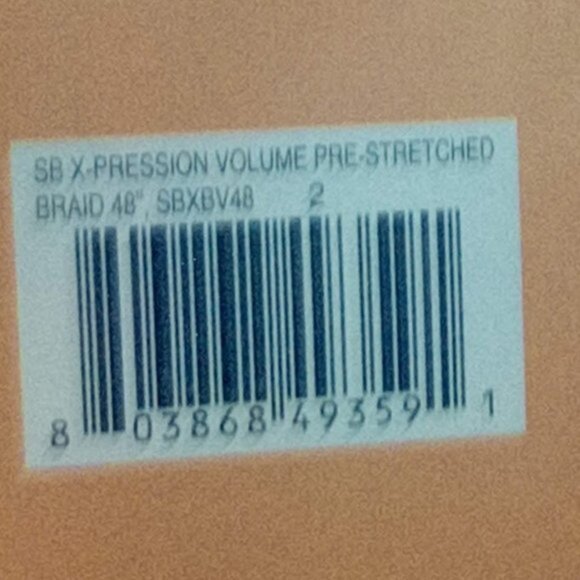 SB X-PRESSION VOLUME PRE-STRETCHED
BRAID 48", SBXBV48 2
8 03868 49359 1